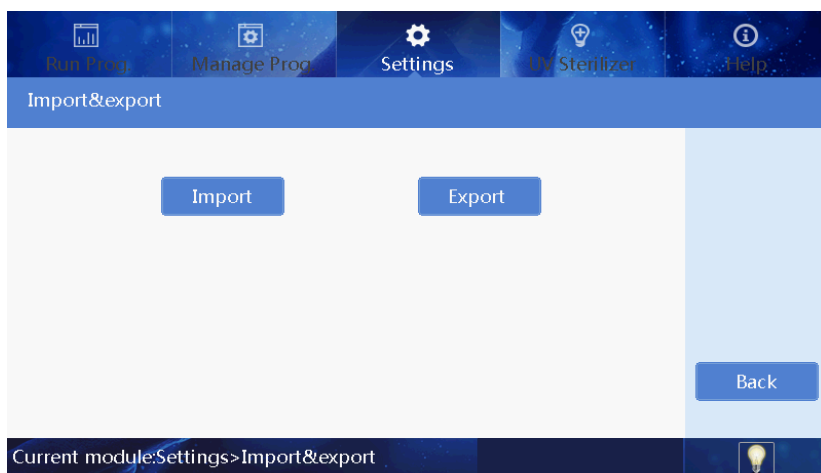 Run Prog
Manage Prog
Settings
UV Sterilizer
Help
Import&export
Import
Export
Back
Current module:Settings>Import&export